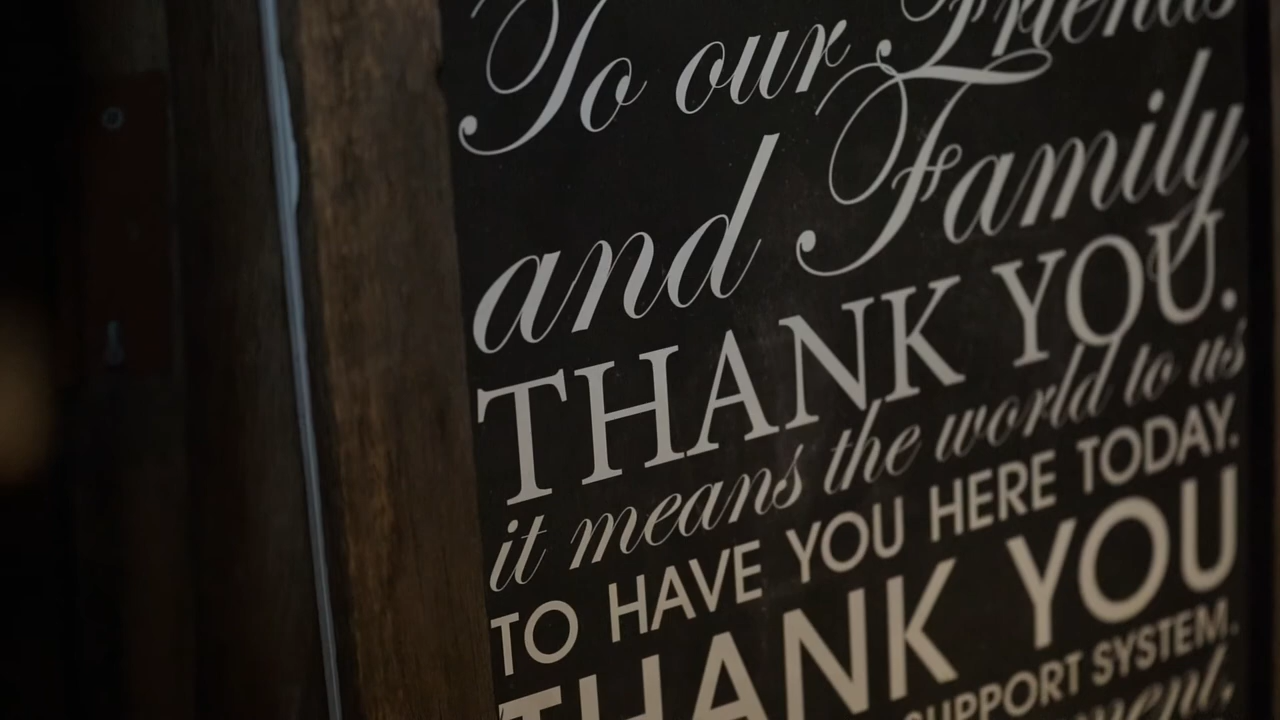 To our Friends
and Family
THANK YOU.
it means the world to us
TO HAVE YOU HERE TODAY.
THANK YOU
SUPPORT SYSTEM.